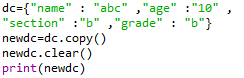 dc={"name" : "abc" ,"age" :"10" ,
"section" :"b" ,"grade" : "b"}
newdc=dc.copy()
newdc.clear()
print(newdc)